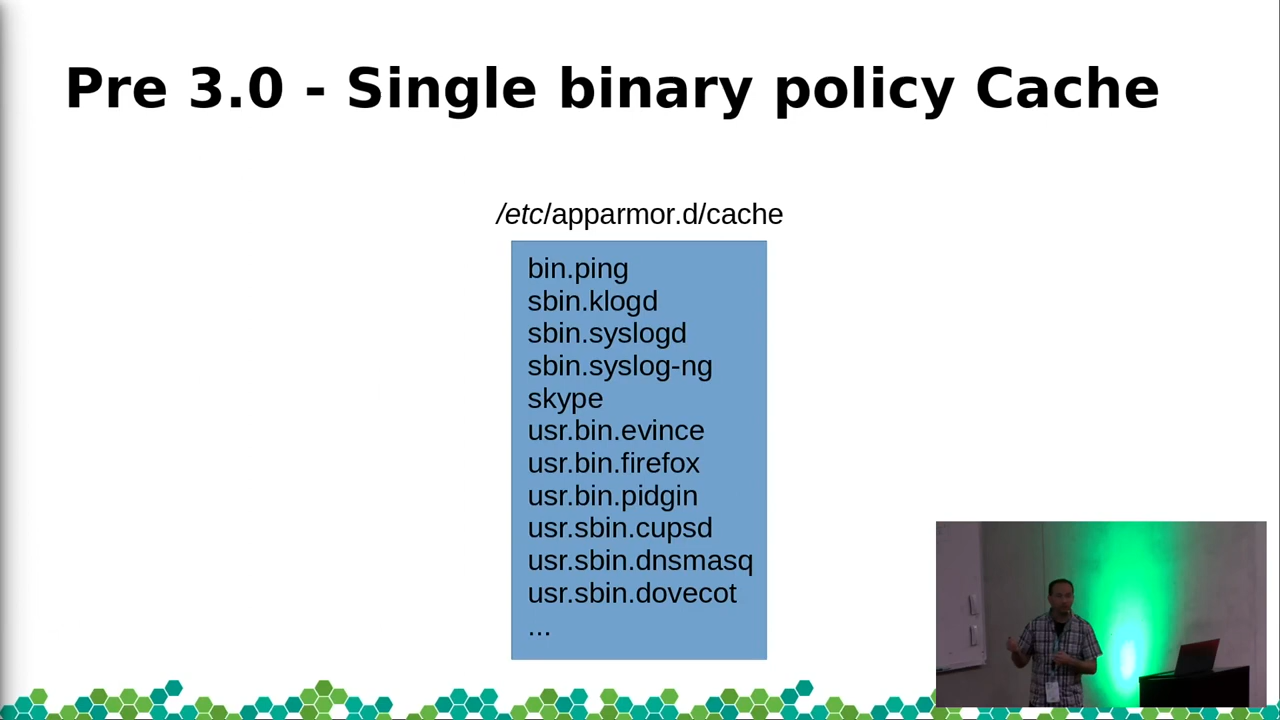 Pre 3.0 - Single binary policy Cache
/etc/apparmor.d/cache
bin.ping
sbin.klogd
sbin.syslogd
sbin.syslog-ng
skype
usr.bin.evince
usr.bin.firefox
usr.bin.pidgin
usr.sbin.cupsd
usr.sbin.dnsmasq
usr.sbin.dovecot
...